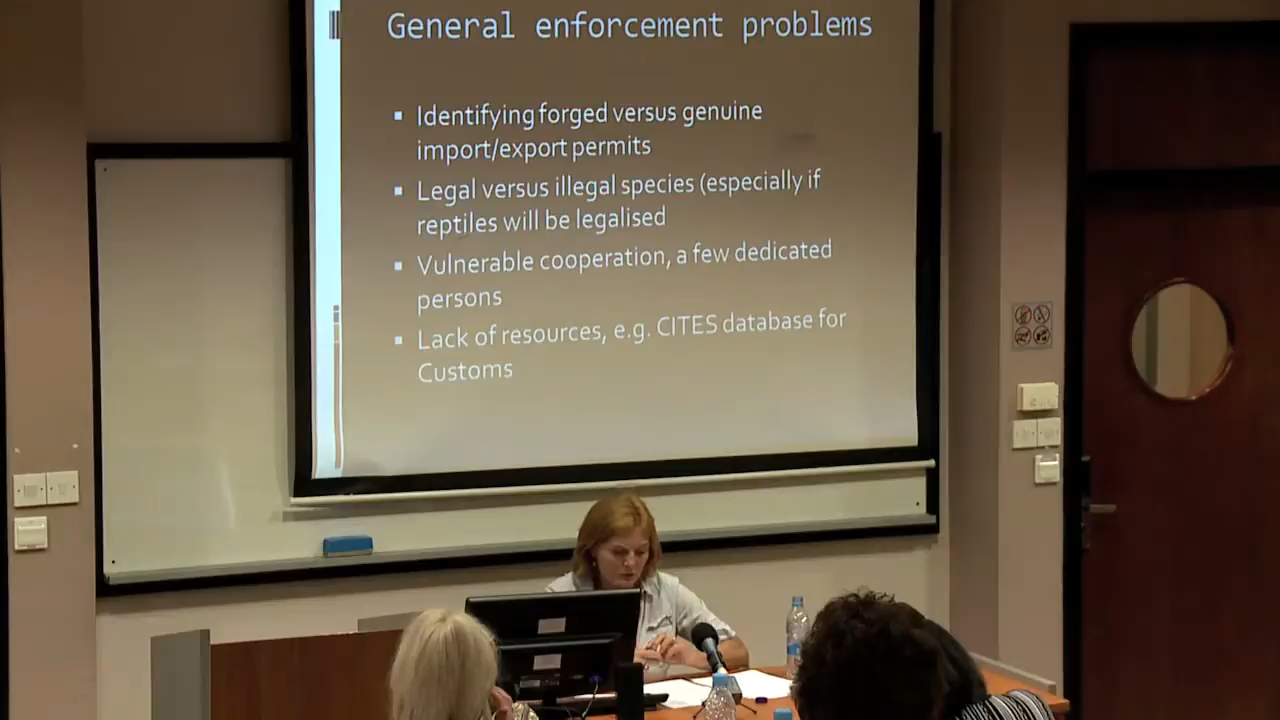 General enforcement problems
▪ Identifying forged versus genuine
import/export permits
▪ Legal versus illegal species (especially if
reptiles will be legalised
▪ Vulnerable cooperation, a few dedicated
persons
▪ Lack of resources, e.g. CITES database for
Customs